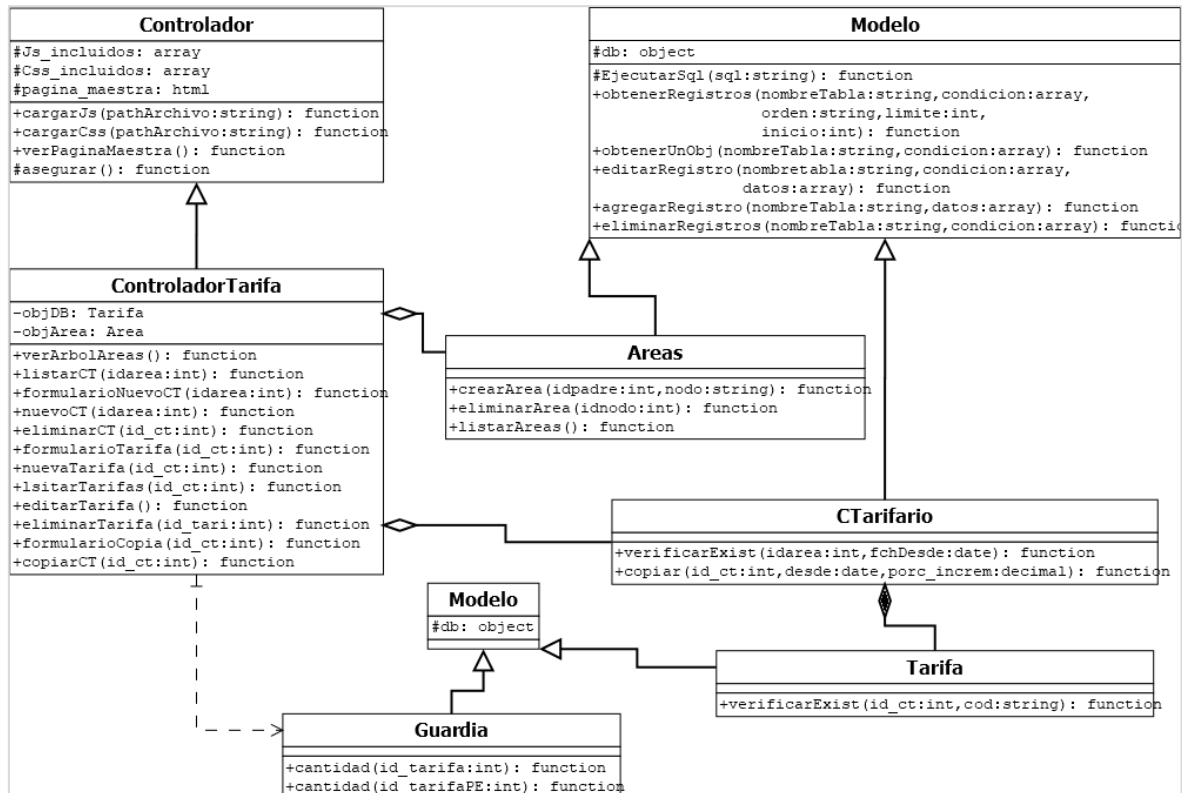 Controlador
#Js_incluidos: array
#Css_incluidos: array
#pagina_maestra: html
+cargarJs(pathArchivo:string): function
+cargarCss(pathArchivo:string): function
+verPaginaMaestra(): function
#asegurar(): function
Modelo
#db: object
#EjecutarSql(sql:string): function
+obtenerRegistros(nombreTabla:string,condicion:array,
orden:string,limite:int,
inicio:int): function
+obtenerUnObj(nombreTabla:string,condicion:array): function
+editarRegistro(nombretabla:string,condicion:array,
datos:array): function
+agregarRegistro(nombreTabla:string,datos:array): function
+eliminarRegistros(nombreTabla:string,condicion:array): functio
ControladorTarifa
-objDB: Tarifa
-objArea: Area
+verArbolAreas(): function
+listarCT(idarea:int): function
+formularioNuevoCT(idarea:int): function
+nuevoCT(idarea:int): function
+eliminarCT(id_ct:int): function
+formularioTarifa(id_ct:int): function
+nuevaTarifa(id_ct:int): function
+lsitarTarifas(id_ct:int): function
+editarTarifa(): function
+eliminarTarifa(id_tari:int): function
+formularioCopia(id_ct:int): function
+copiarCT(id_ct:int): function
Areas
+crearArea(idpadre:int,nodo:string): function
+eliminarArea(idnodo:int): function
+listarAreas(): function
CTarifario
+verificarExist(idarea:int,fchDesde:date): function
+copiar(id_ct:int,desde:date,porc_increm:decimal): function
Modelo
#db: object
Tarifa
+verificarExist(id_ct:int,cod:string): function
Guardia
+cantidad(id_tarifa:int): function
+cantidad(id_tarifaPE:int): function